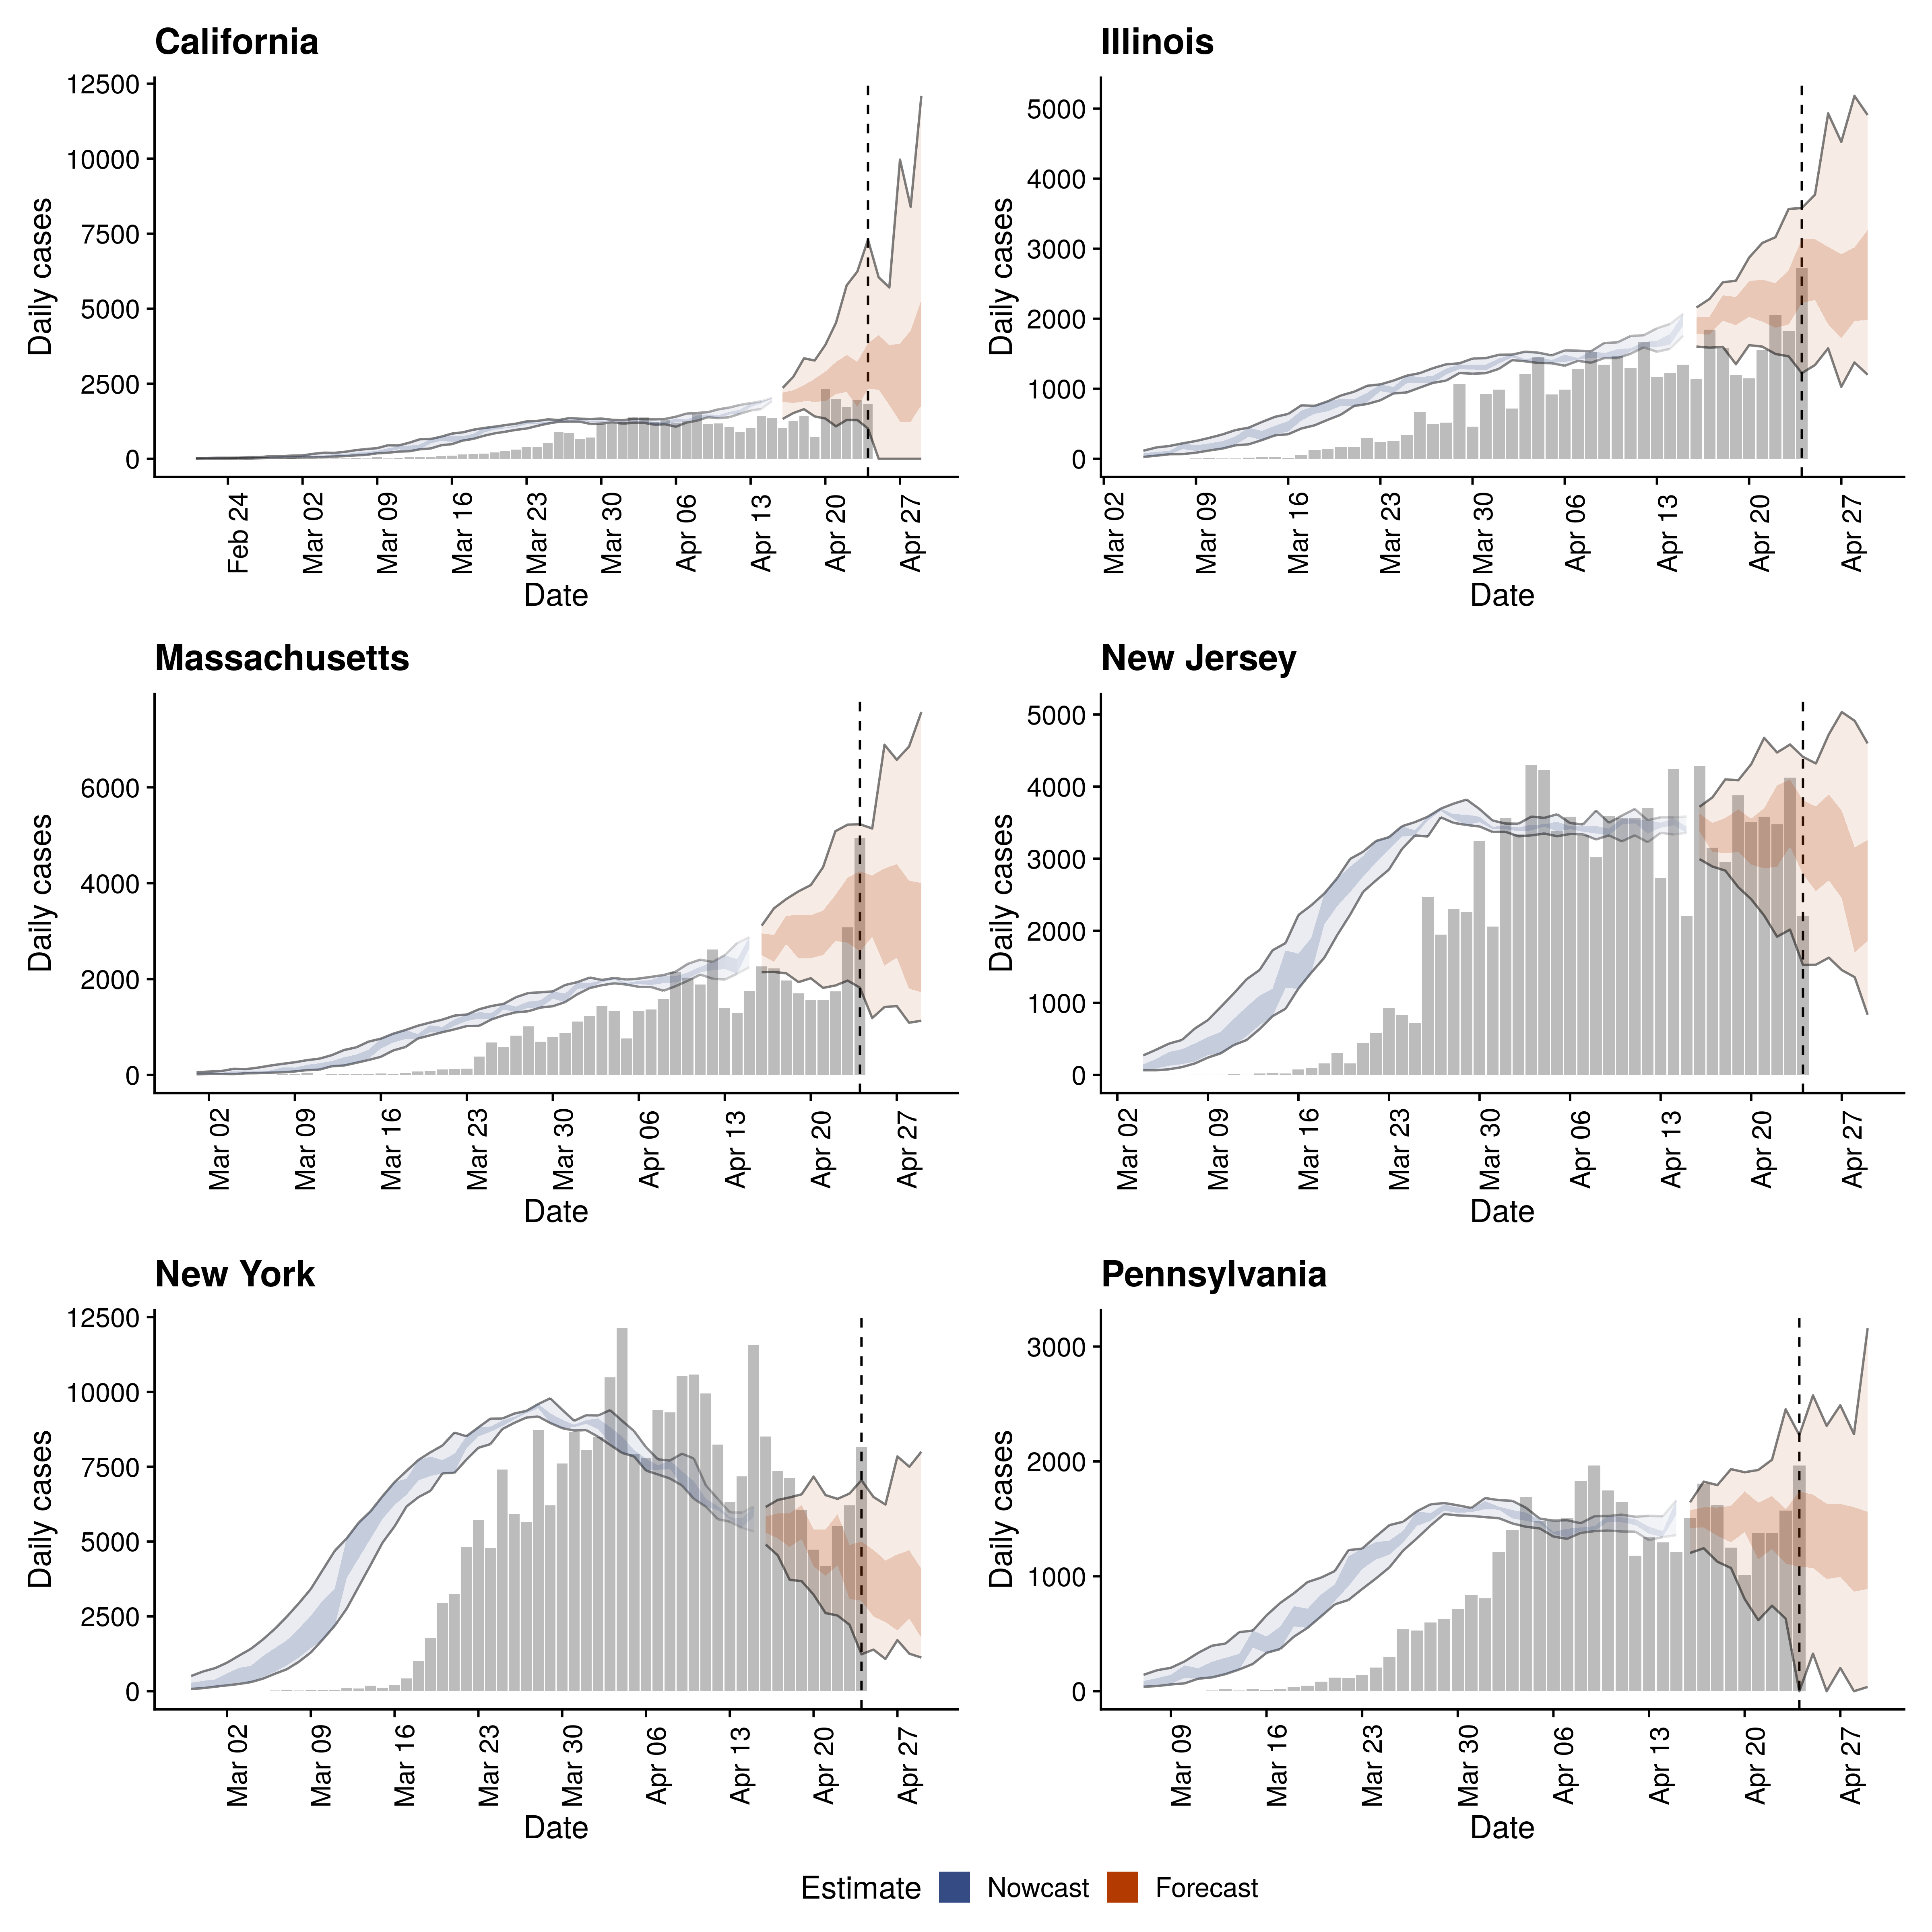 California
12500
10000
7500
5000
2500
0
Daily cases
Feb 24
Mar 02
Mar 09
Mar 16
Mar 23
Mar 30
Apr 06
Apr 13
Apr 20
Apr 27
Date
Illinois
5000
4000
3000
2000
1000
0
Daily cases
Mar 02
Mar 09
Mar 16
Mar 23
Mar 30
Apr 06
Apr 13
Apr 20
Apr 27
Date
Massachusetts
6000
4000
2000
0
Daily cases
Mar 02
Mar 09
Mar 16
Mar 23
Mar 30
Apr 06
Apr 13
Apr 20
Apr 27
Date
New Jersey
5000
4000
3000
2000
1000
0
Daily cases
Mar 02
Mar 09
Mar 16
Mar 23
Mar 30
Apr 06
Apr 13
Apr 20
Apr 27
Date
New York
12500
10000
7500
5000
2500
0
Daily cases
Mar 02
Mar 09
Mar 16
Mar 23
Mar 30
Apr 06
Apr 13
Apr 20
Apr 27
Date
Pennsylvania
3000
2000
1000
0
Daily cases
Mar 09
Mar 16
Mar 23
Mar 30
Apr 06
Apr 13
Apr 20
Apr 27
Date
Estimate Nowcast Forecast